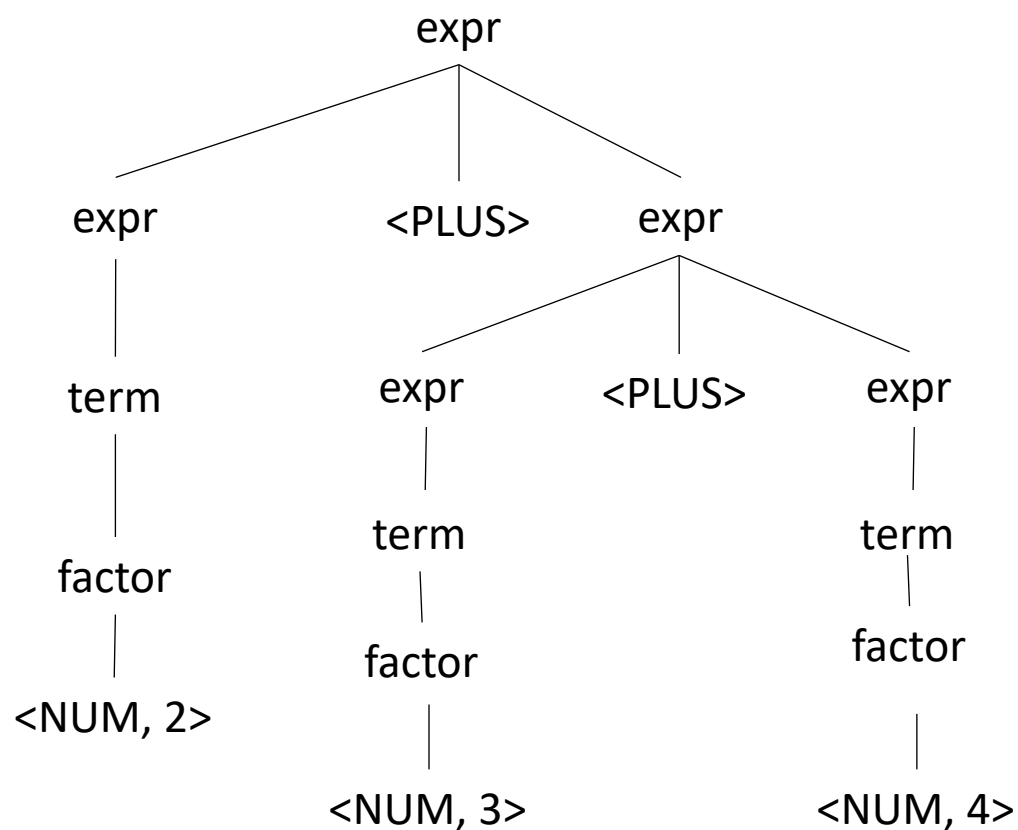 expr
expr <PLUS> expr
term expr <PLUS> expr
term term
factor
factor factor
<NUM, 2>
<NUM, 3> <NUM, 4>